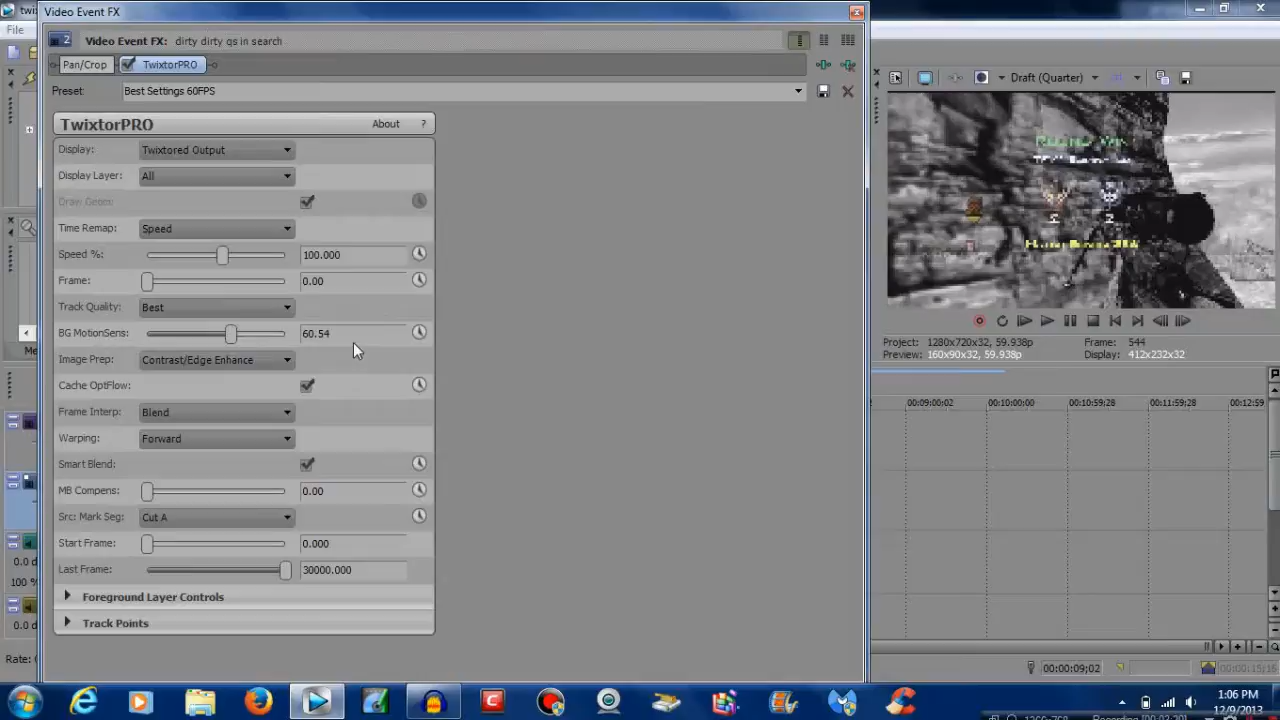 Video Event FX
File
2
Video Event FX: dirty dirty qs in search
Pan/Crop
TwixtorPRO
Preset:
Best Settings 60FPS
TwixtorPRO
About
?
Display:
Twixtored Output
Display Layer:
All
Draw Geom:
Time Remap:
Speed
Speed %:
100.000
Frame:
0.00
Track Quality:
Best
BG MotionSens:
60.54
Image Prep:
Contrast/Edge Enhance
Cache OptFlow:
Frame Interp:
Blend
Warping:
Forward
Smart Blend:
MB Compens:
0.00
Src: Mark Seg:
Cut A
Start Frame:
0.000
Last Frame:
30000.000
Foreground Layer Controls
Track Points
Draft (Quarter)
Project: 1280x720x32, 59.938p
Frame: 544
Preview: 160x90x32, 59.938p
Display: 412x232x32
00:09:00:02
00:10:00:00
00:10:59:28
00:11:59:28
00:12:59
0.0 d
100 %
0.0 d
Rate:
00:00:09;02
1:06 PM
12/9/2013